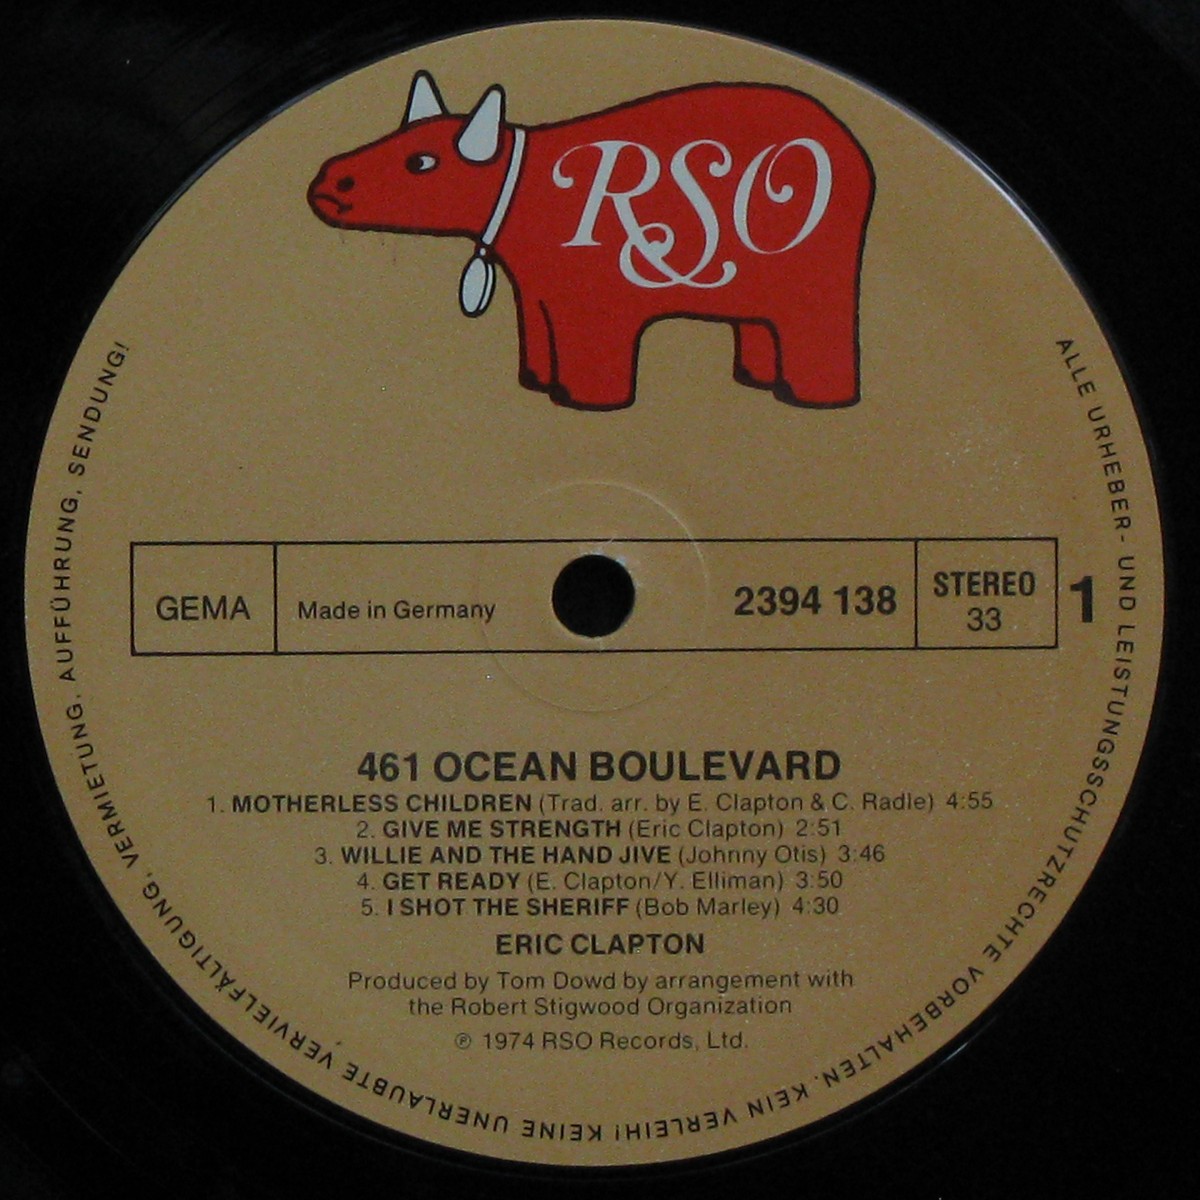 RSO
GEMA
Made in Germany
2394 138
STEREO
33
1
461 OCEAN BOULEVARD
1. MOTHERLESS CHILDREN (Trad. arr. by E. Clapton & C. Radle) 4:55
2. GIVE ME STRENGTH (Eric Clapton) 2:51
3. WILLIE AND THE HAND JIVE (Johnny Otis) 3:46
4. GET READY (E. Clapton/Y. Elliman) 3:50
5. I SHOT THE SHERIFF (Bob Marley) 4:30
ERIC CLAPTON
Produced by Tom Dowd by arrangement with
the Robert Stigwood Organization
℗ 1974 RSO Records, Ltd.
ALLE URHEBER- UND LEISTUNGSSCHUTZRECHTE VORBEHALTEN. KEIN VERLEIH! KEINE UNERLAUBTE VERVIELFÄLTIGUNG, VERMIETUNG. AUFFÜHRUNG, SENDUNG!